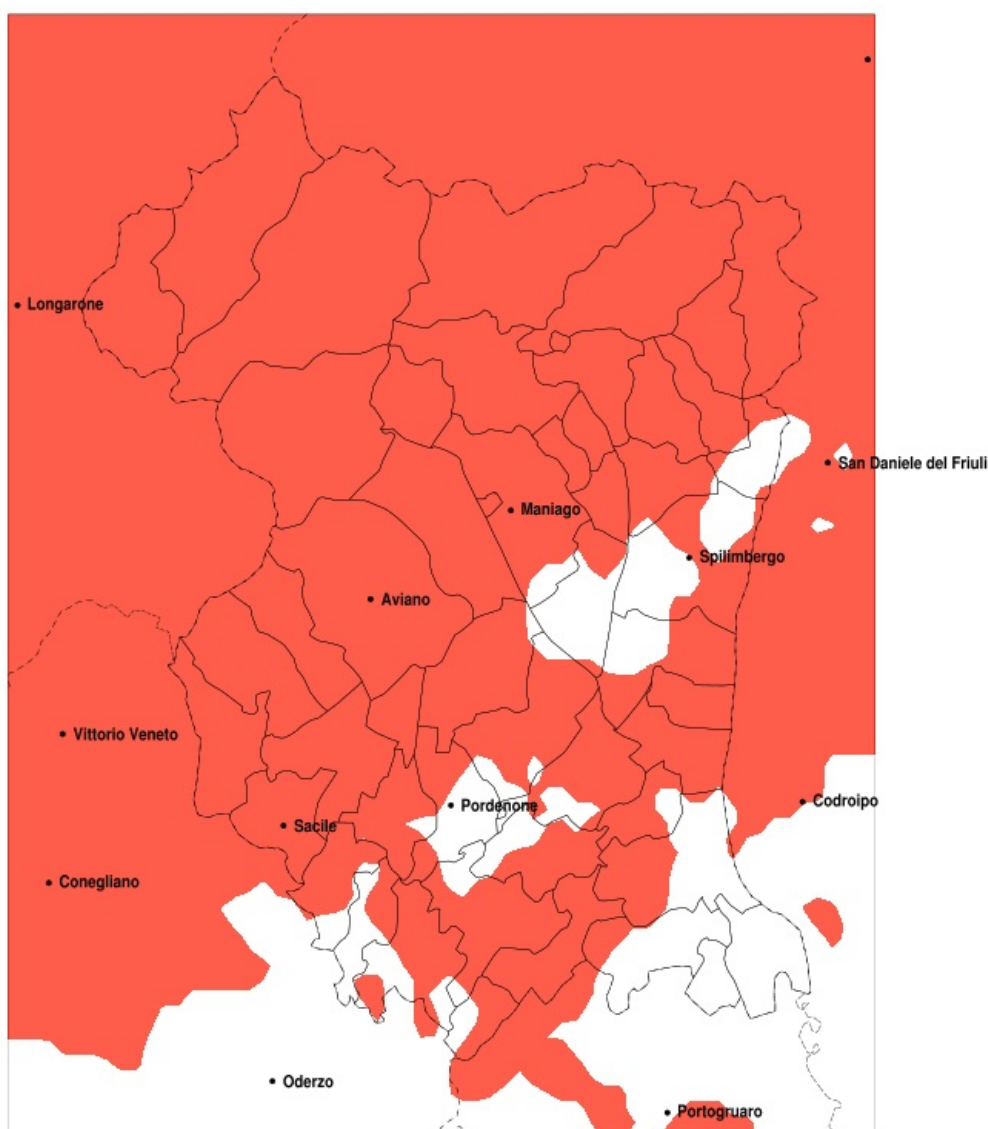 Longarone
San Daniele del Friuli
Maniago
Spilimbergo
Aviano
Vittorio Veneto
Pordenone
Codroipo
Sacile
Conegliano
Oderzo
Portogruaro